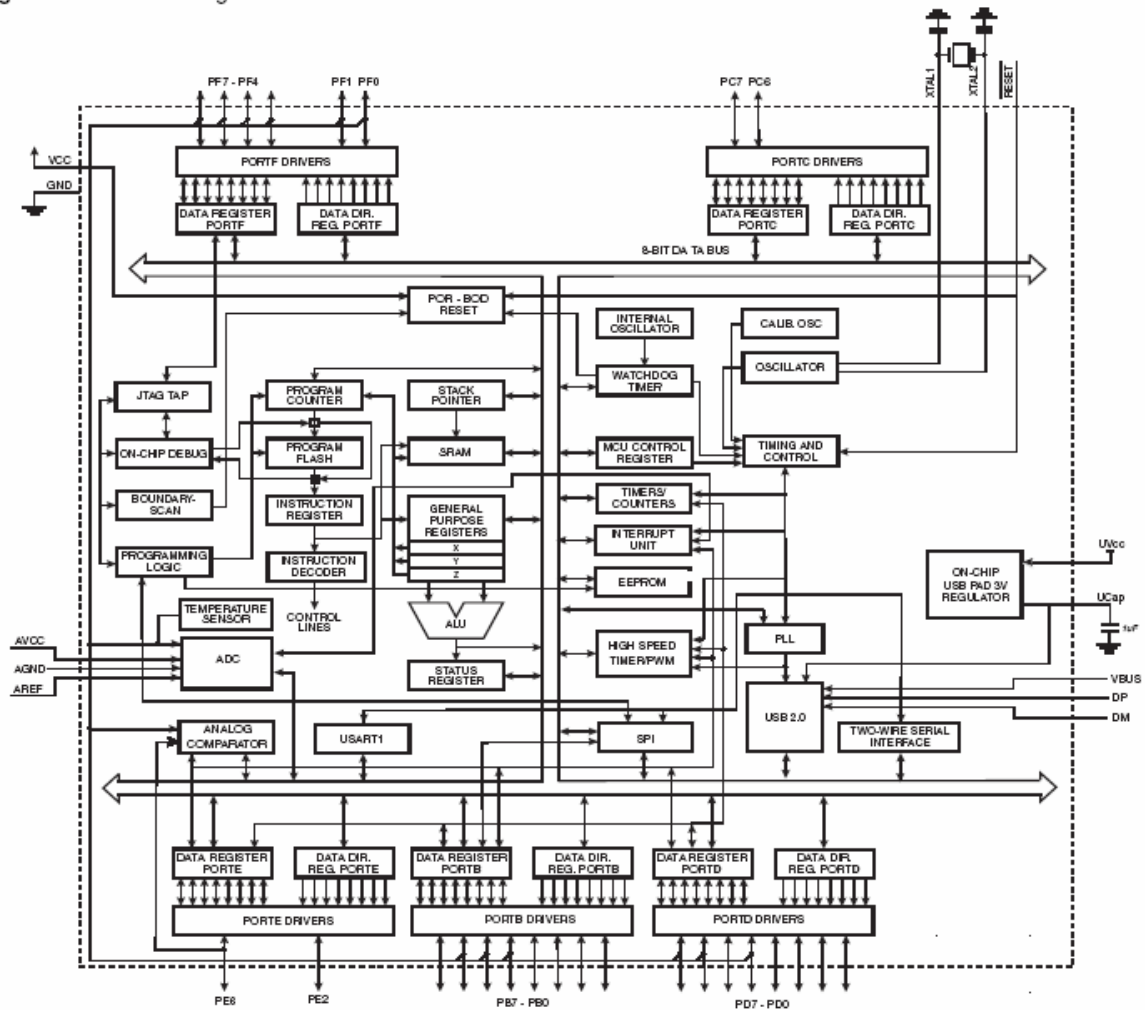 PF7 - PF4
PF1 PF0
PC7 PC6
XTAL1
XTAL2
RESET
VCC
GND
PORTF DRIVERS
PORTC DRIVERS
DATA REGISTER
PORTF
DATA DIR.
REG. PORTF
DATA REGISTER
PORTC
DATA DIR.
REG. PORTC
8-BIT DA TA BUS
POR - BOD
RESET
INTERNAL
OSCILLATOR
CALIB. OSC
OSCILLATOR
WATCHDOG
TIMER
JTAG TAP
PROGRAM
COUNTER
STACK
POINTER
ON-CHIP DEBUG
PROGRAM
FLASH
SRAM
MCU CONTROL
REGISTER
TIMING AND
CONTROL
BOUNDARY-
SCAN
INSTRUCTION
REGISTER
GENERAL
PURPOSE
REGISTERS
X
Y
Z
TIMERS/
COUNTERS
INTERRUPT
UNIT
PROGRAMMING
LOGIC
INSTRUCTION
DECODER
EEPROM
ON-CHIP
USB PAD 3V
REGULATOR
UVcc
UCap
1uF
TEMPERATURE
SENSOR
CONTROL
LINES
ALU
AVCC
AGND
AREF
ADC
STATUS
REGISTER
HIGH SPEED
TIMER/PWM
PLL
USB 2.0
VBUS
DP
DM
ANALOG
COMPARATOR
USART1
SPI
TWO-WIRE SERIAL
INTERFACE
DATA REGISTER
PORTE
DATA DIR.
REG. PORTE
DATA REGISTER
PORTB
DATA DIR.
REG. PORTB
DATA REGISTER
PORTD
DATA DIR.
REG. PORTD
PORTE DRIVERS
PORTB DRIVERS
PORTD DRIVERS
PE6
PE2
PB7 - PB0
PD7 - PD0